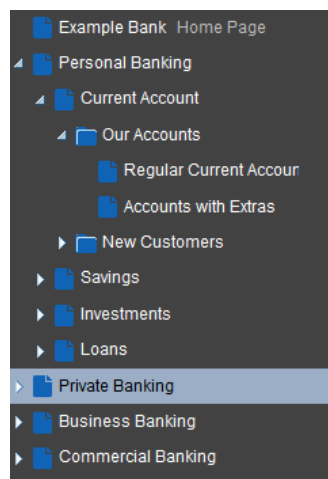 Example Bank Home Page
Personal Banking
Current Account
Our Accounts
Regular Current Accoun
Accounts with Extras
New Customers
Savings
Investments
Loans
Private Banking
Business Banking
Commercial Banking